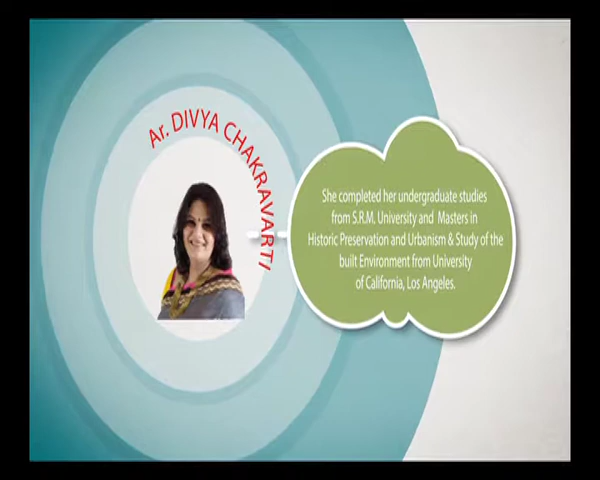 Ar. DIVYA CHAKRAVARTI
She completed her undergraduate studies
from S.R.M. University and Masters in
Historic Preservation and Urbanism & Study of the
built Environment from University
of California, Los Angeles.